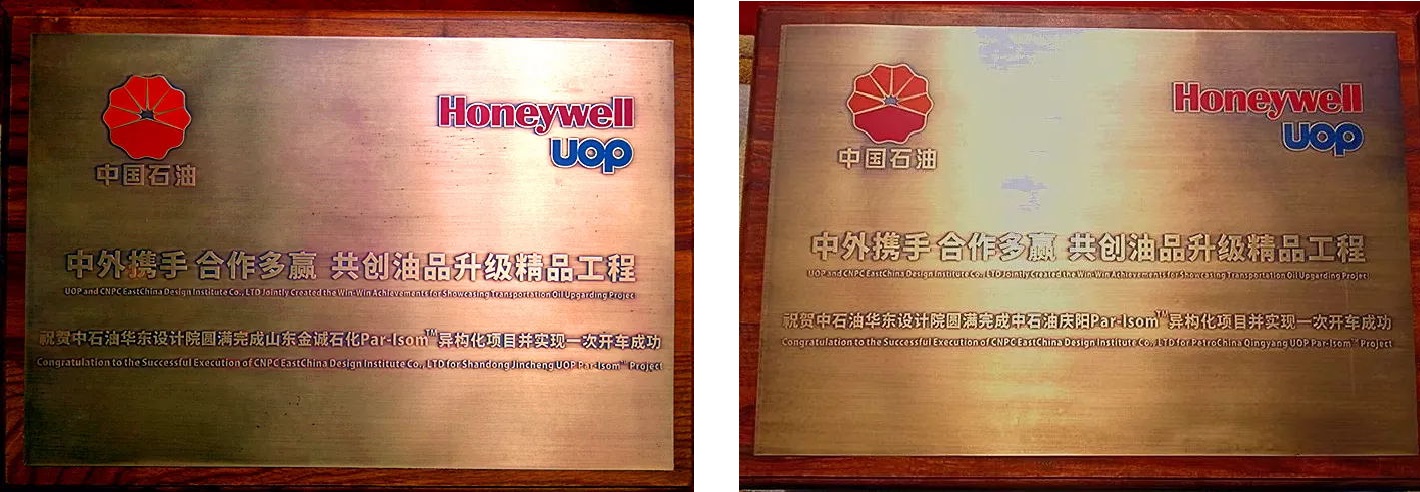 中国石油
Honeywell
UOP
中外携手 合作多赢 共创油品升级精品工程
UOP and CNPC EastChina Design Institute Co., LTD Jointly Created the Win-Win Achievements for Showcasing Transportation Oil Upgarding Projec
祝贺中石油华东设计院圆满完成山东金诚石化Par-Isom™异构化项目并实现一次开车成功
Congratulation to the Successful Execution of CNPC EastChina Design Institute Co., LTD for Shandong Jincheng UOP Par-Isom™ Project
中国石油
Honeywell
UOP
中外携手 合作多赢 共创油品升级精品工程
UOP and CNPC EastChina Design Institute Co., LTD Jointly Created the Win-Win Achievements for Showcasing Transportation Oil Upgarding Projec
祝贺中石油华东设计院圆满完成中石油庆阳Par-Isom™异构化项目并实现一次开车成功
Congratulation to the Successful Execution of CNPC EastChina Design Institute Co., LTD for PetroChina Qingyang UOP Par-Isom™ Project